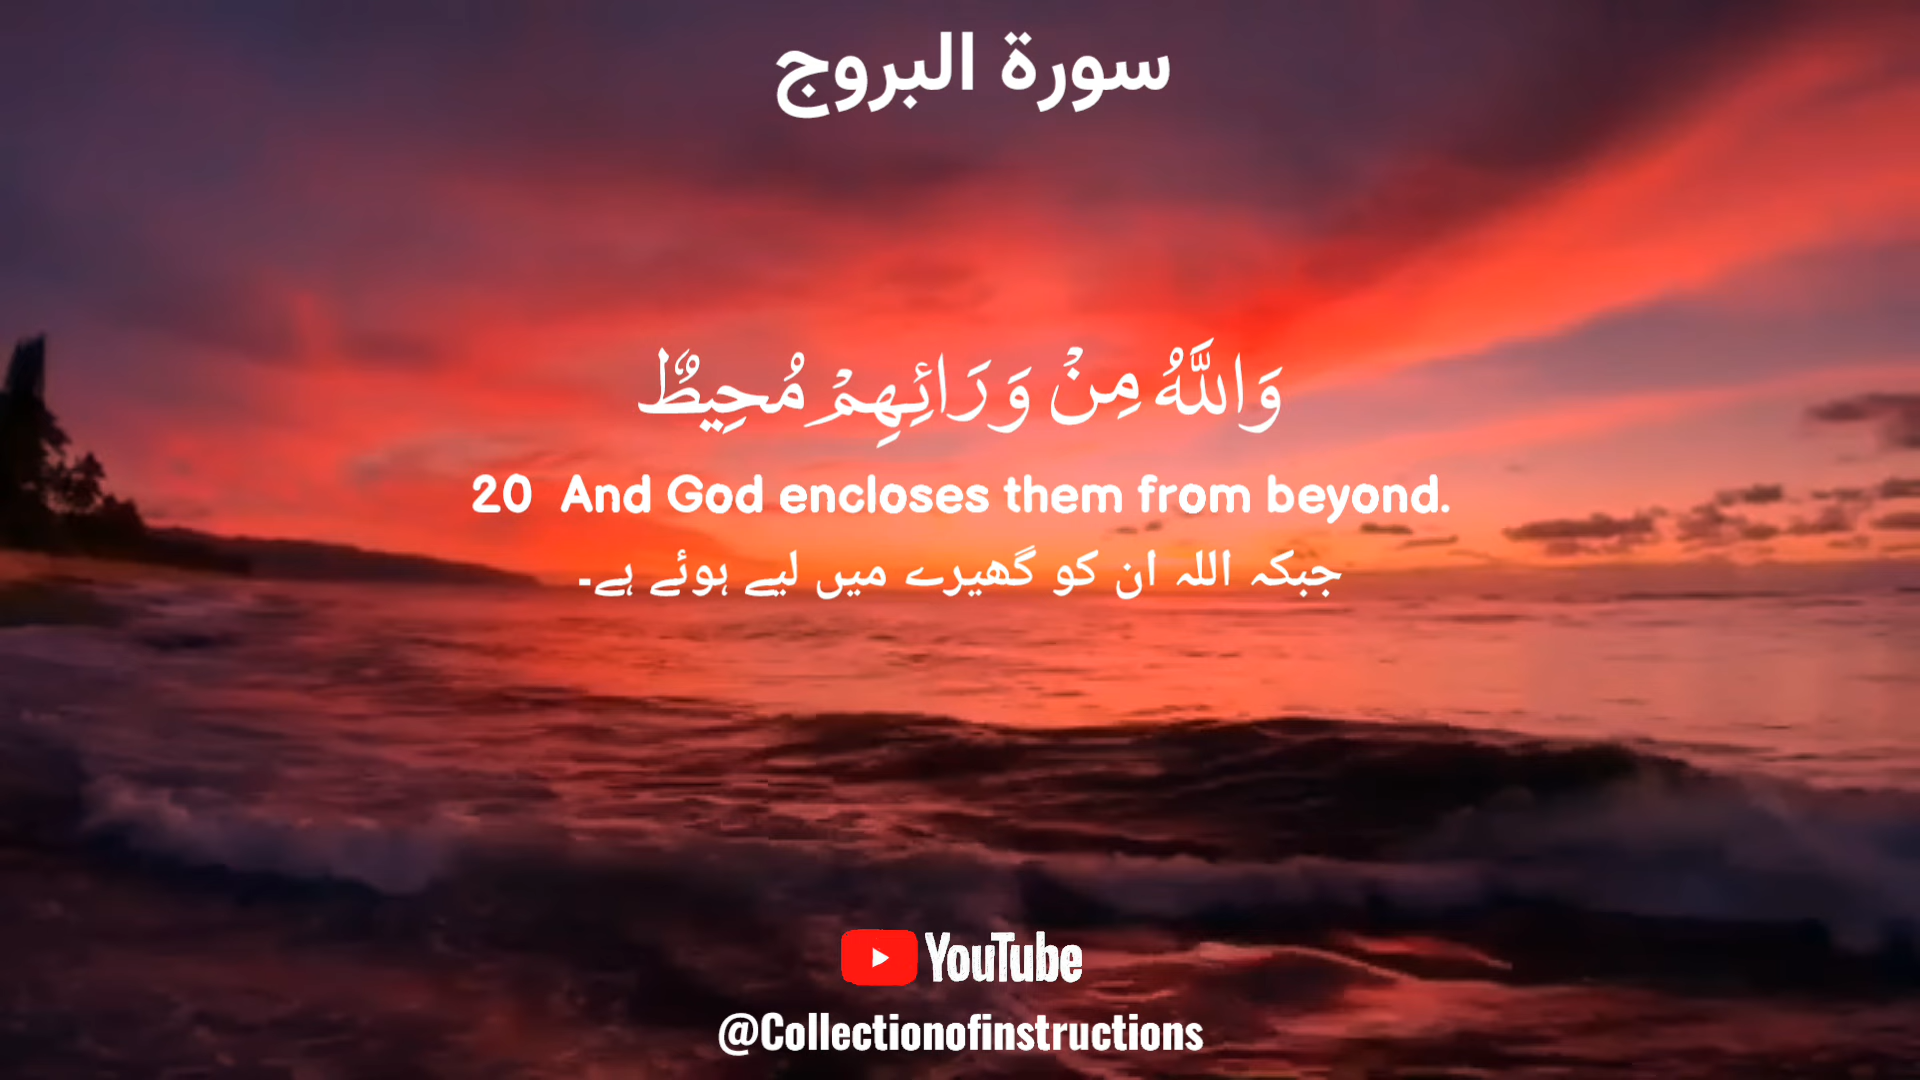 سورة البروج
وَاللَّهُ مِنْ وَرَائِهِمْ مُحِيطٌ
20 And God encloses them from beyond.
جبکہ اللہ ان کو گھیرے میں لیے ہوئے ہے۔
YouTube
@Collectionofinstructions